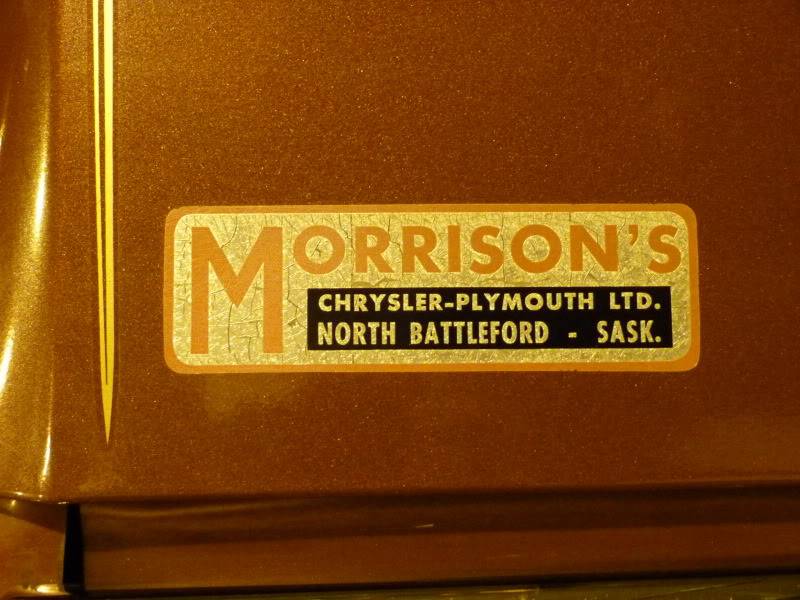 MORRISON'S
CHRYSLER-PLYMOUTH LTD.
NORTH BATTLEFORD - SASK.